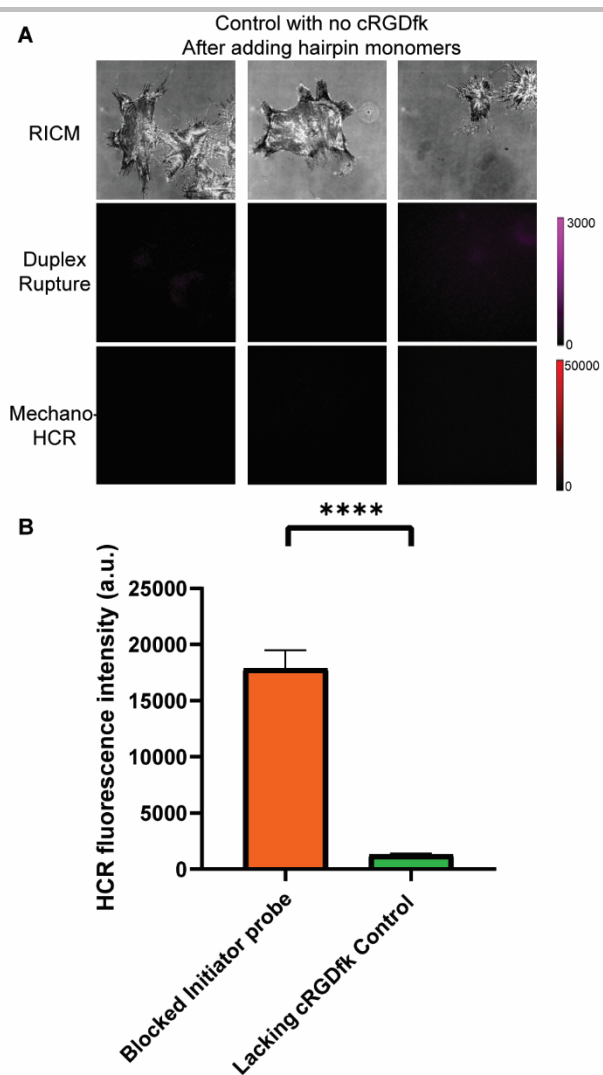 A
Control with no cRGDfk
After adding hairpin monomers
RICM
Duplex
Rupture
3000
0
Mechano-
HCR
50000
0
B
****
HCR fluorescence intensity (a.u.)
25000
20000
15000
10000
5000
0
Blocked Initiator probe
Lacking cRGDfk Control